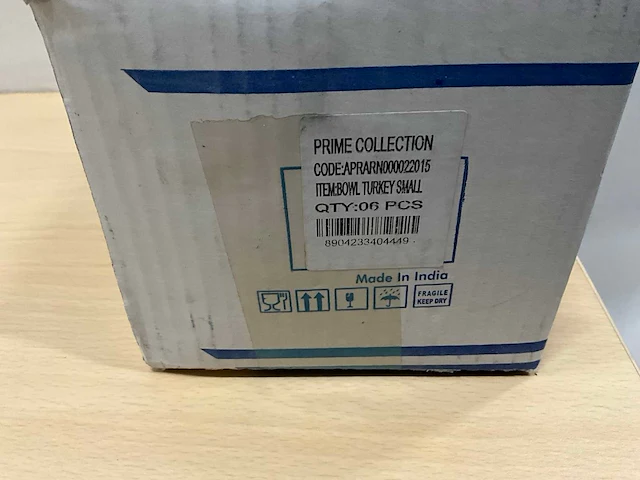 PRIME COLLECTION
CODE:APRARN000022015
ITEM:BOWL TURKEY SMALL
QTY:06 PCS
8904233404449
Made In India
FRAGILE
KEEP DRY